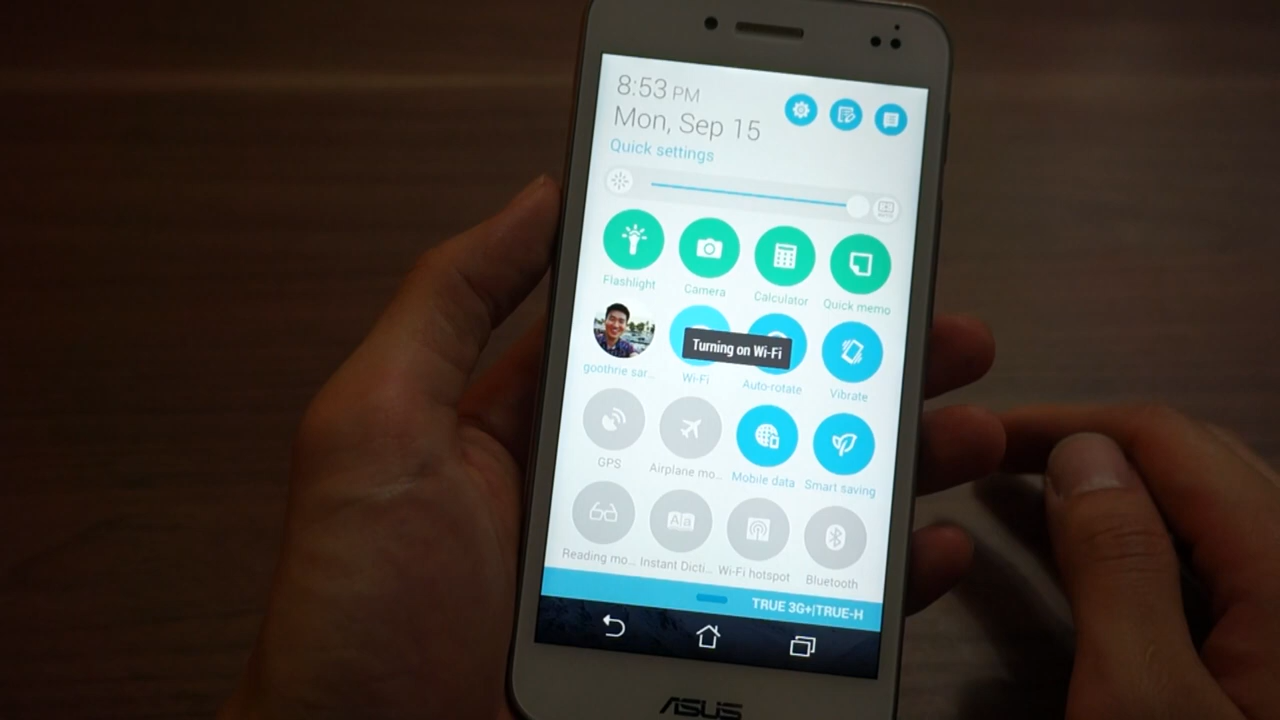 8:53 PM
Mon, Sep 15
Quick settings
Flashlight
Camera
Calculator
Quick memo
goothrie sar...
Wi-Fi
Auto-rotate
Vibrate
Turning on Wi-Fi
GPS
Airplane mo...
Mobile data
Smart saving
Aa
Reading mo...
Instant Dicti...
Wi-Fi hotspot
Bluetooth
TRUE 3G+|TRUE-H
ASUS